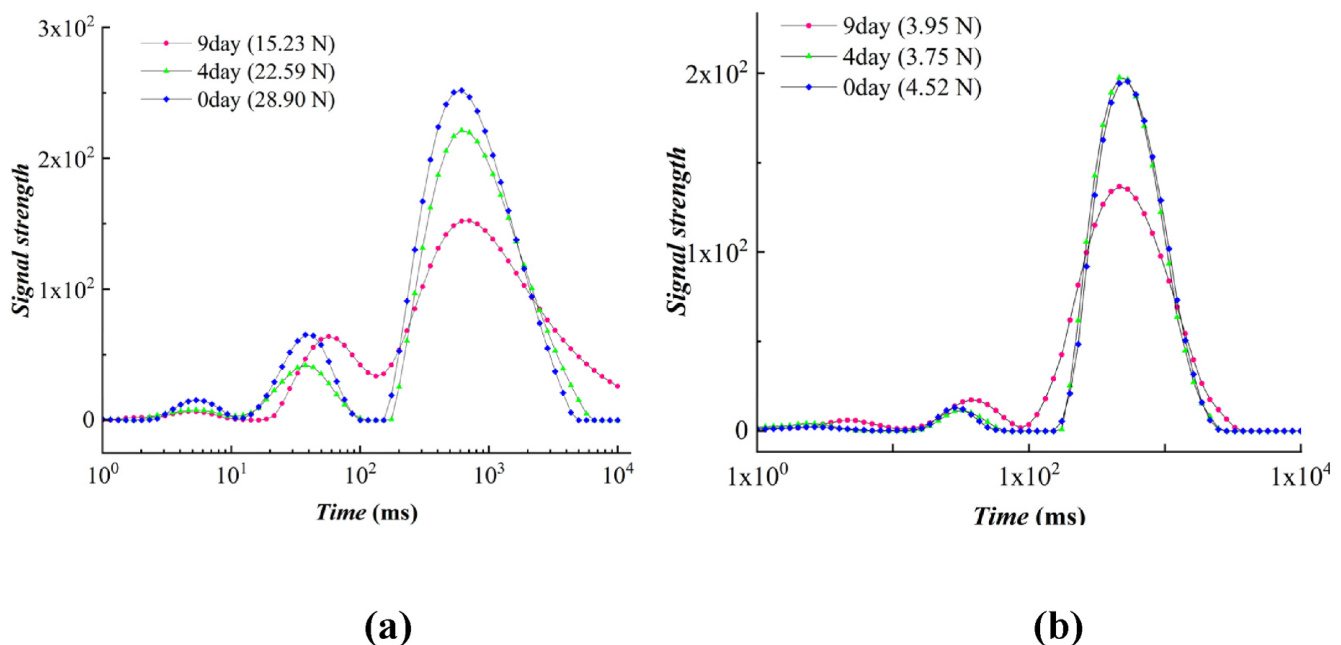 3x10²
9day (15.23 N)
4day (22.59 N)
0day (28.90 N)
2x10²
1x10²
0
Signal strength
10⁰ 10¹ 10² 10³ 10⁴
Time (ms)
(a)
9day (3.95 N)
4day (3.75 N)
0day (4.52 N)
2x10²
1x10²
0
Signal strength
1x10⁰ 1x10² 1x10⁴
Time (ms)
(b)